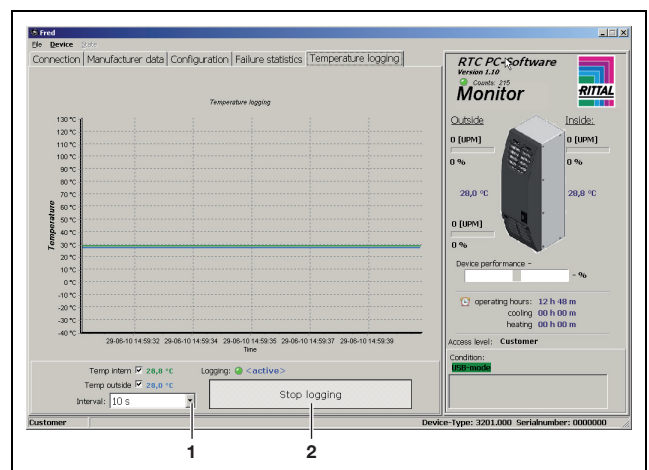 Fred
File Device State
Connection Manufacturer data Configuration Failure statistics Temperature logging
Temperature logging
130 °C
120 °C
110 °C
100 °C
90 °C
80 °C
70 °C
60 °C
50 °C
40 °C
30 °C
20 °C
10 °C
0 °C
-10 °C
-20 °C
-30 °C
-40 °C
Temperature
29-06-10 14:59:32 29-06-10 14:59:34 29-06-10 14:59:35 29-06-10 14:59:37 29-06-10 14:59:39
Time
Temp intern 28,8 °C Logging: <active>
Temp outside 28,0 °C
Interval: 10 s
Stop logging
RTC PC-Software
Version 1.10
Counts: 215
Monitor
RITTAL
Outside Inside:
0 [UPM] 0 [UPM]
0 % 0 %
28,0 °C 28,8 °C
0 [UPM]
0 %
Device performance -
- %
operating hours: 12 h 48 m
cooling 00 h 00 m
heating 00 h 00 m
Access level: Customer
Condition:
USB-mode
Customer Device-Type: 3201.000 Serialnumber: 0000000
1 2